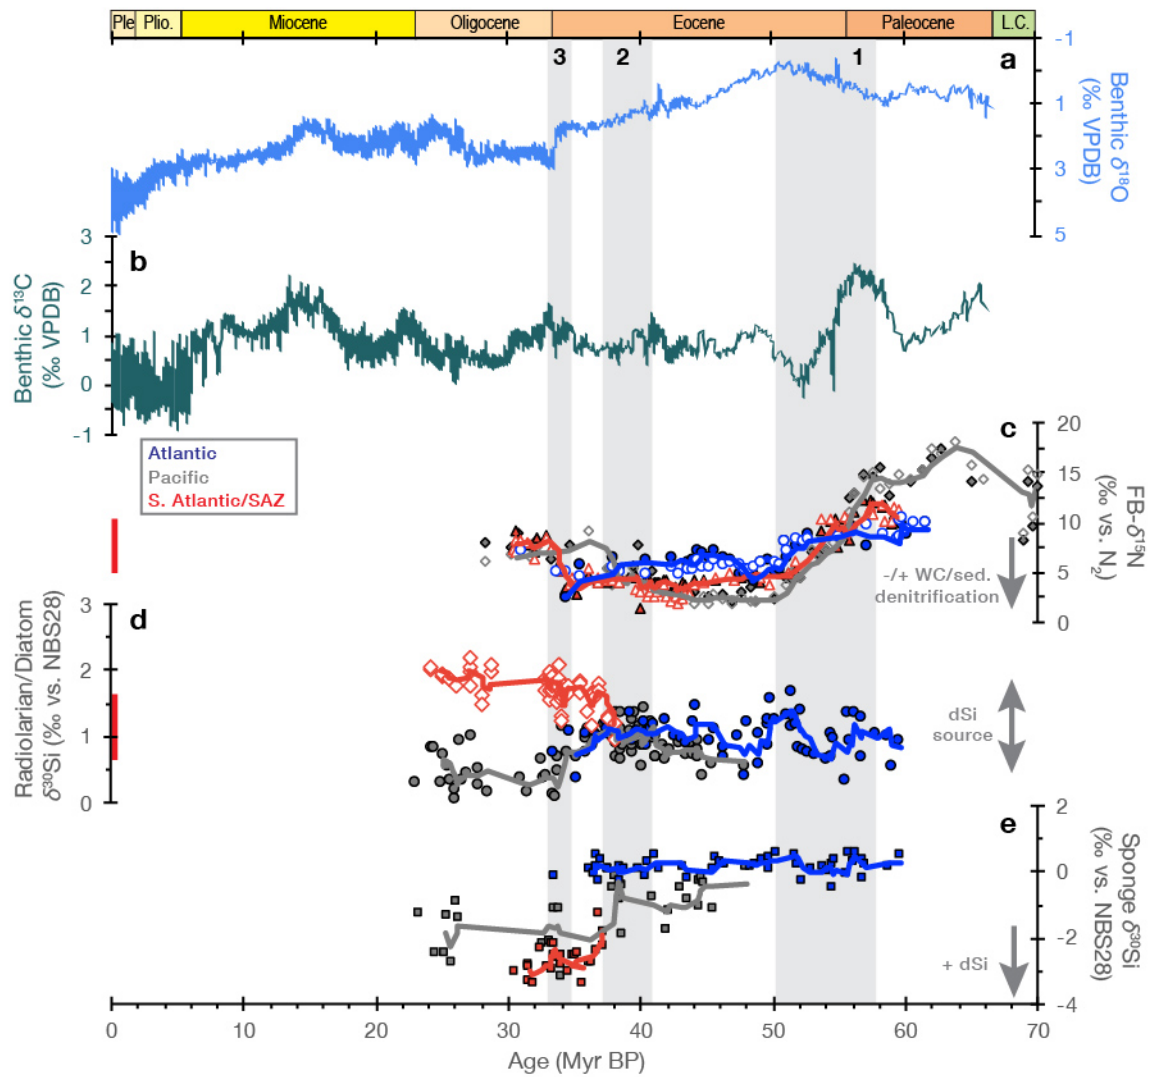 Ple Plio. Miocene Oligocene Eocene Paleocene L.C.
3 2 1 a
-1
1
3
5
Benthic δ¹⁸O
(‰ VPDB)
b
3
2
1
0
-1
Benthic δ¹³C
(‰ VPDB)
Atlantic
Pacific
S. Atlantic/SAZ
c
20
15
10
5
0
FB-δ¹⁵N
(‰ vs. N₂)
-/+ WC/sed.
denitrification
d
3
2
1
0
Radiolarian/Diatom
δ³⁰Si (‰ vs. NBS28)
dSi
source
e
2
0
-2
-4
Sponge δ³⁰Si
(‰ vs. NBS28)
+ dSi
0 10 20 30 40 50 60 70
Age (Myr BP)